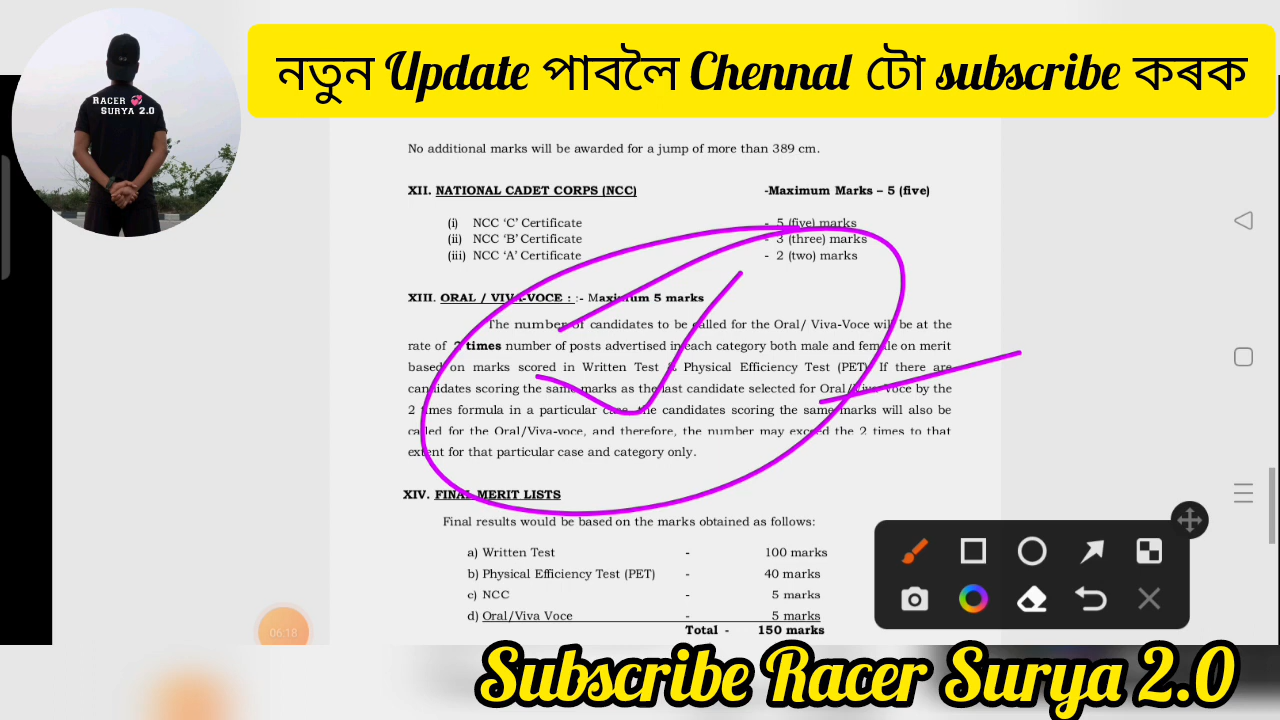 নতুন Update পাবলৈ Chennal টো subscribe কৰক
RACER 💞
SURYA 2.0
No additional marks will be awarded for a jump of more than 389 cm.
XII. NATIONAL CADET CORPS (NCC) -Maximum Marks – 5 (five)
(i) NCC ‘C’ Certificate - 5 (five) marks
(ii) NCC ‘B’ Certificate - 3 (three) marks
(iii) NCC ‘A’ Certificate - 2 (two) marks
XIII. ORAL / VIVA-VOCE : :- Maximum 5 marks
The number of candidates to be called for the Oral/ Viva-Voce will be at the
rate of 2 times number of posts advertised in each category both male and female on merit
based on marks scored in Written Test & Physical Efficiency Test (PET). If there are
candidates scoring the same marks as the last candidate selected for Oral/Viva-Voce by the
2 times formula in a particular case, the candidates scoring the same marks will also be
called for the Oral/Viva-voce, and therefore, the number may exceed the 2 times to that
extent for that particular case and category only.
XIV. FINAL MERIT LISTS
Final results would be based on the marks obtained as follows:
a) Written Test - 100 marks
b) Physical Efficiency Test (PET) - 40 marks
c) NCC - 5 marks
d) Oral/Viva Voce - 5 marks
Total - 150 marks
06:18
Subscribe Racer Surya 2.0